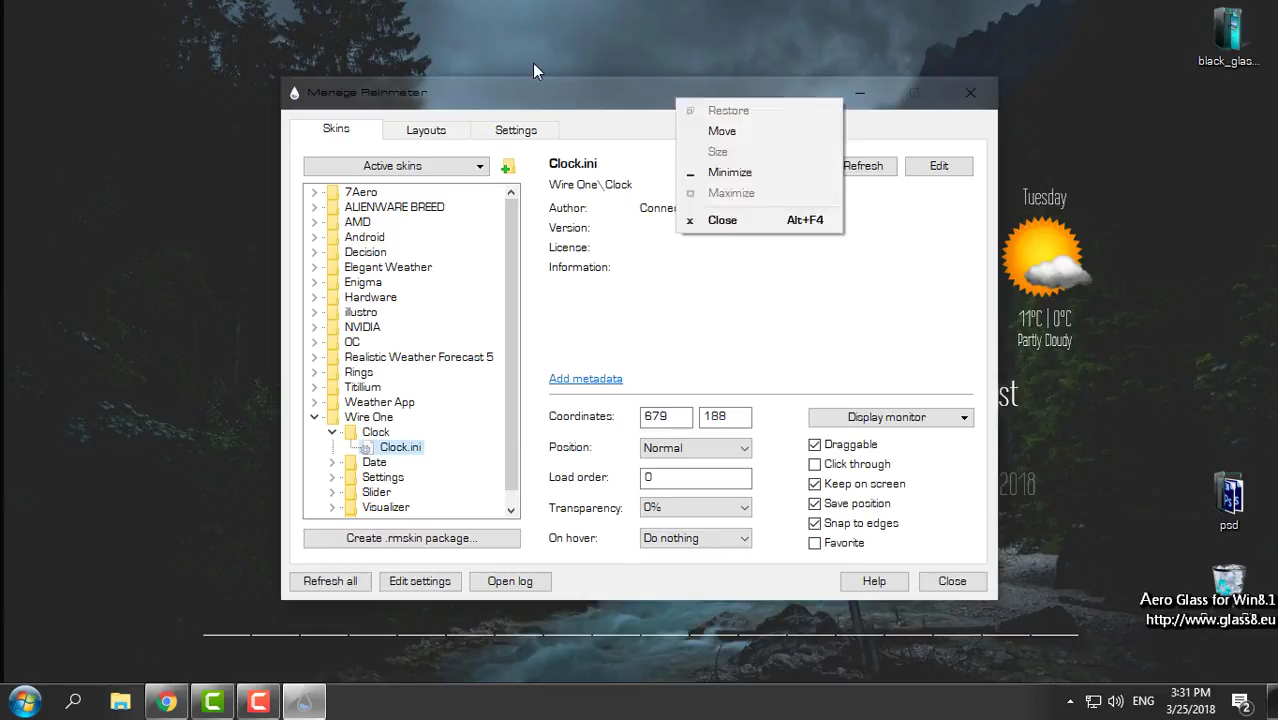 black_glas...
Manage Rainmeter
Skins
Layouts
Settings
Restore
Move
Size
Minimize
Maximize
Close Alt+F4
Active skins
Clock.ini
Refresh
Edit
Wire One\Clock
Author: Connec
Version:
License:
Information:
7Aero
ALIENWARE BREED
AMD
Android
Decision
Elegant Weather
Enigma
Hardware
illustro
NVIDIA
OC
Realistic Weather Forecast 5
Rings
Titillium
Weather App
Wire One
Clock
Clock.ini
Date
Settings
Slider
Visualizer
Add metadata
Coordinates: 679 188
Display monitor
Position: Normal
Load order: 0
Transparency: 0%
On hover: Do nothing
Draggable
Click through
Keep on screen
Save position
Snap to edges
Favorite
Create .rmskin package...
Refresh all
Edit settings
Open log
Help
Close
Tuesday
11°C | 0°C
Partly Cloudy
st
2018
psd
Aero Glass for Win8.1
http://www.glass8.eu
ENG
3:31 PM
3/25/2018
2